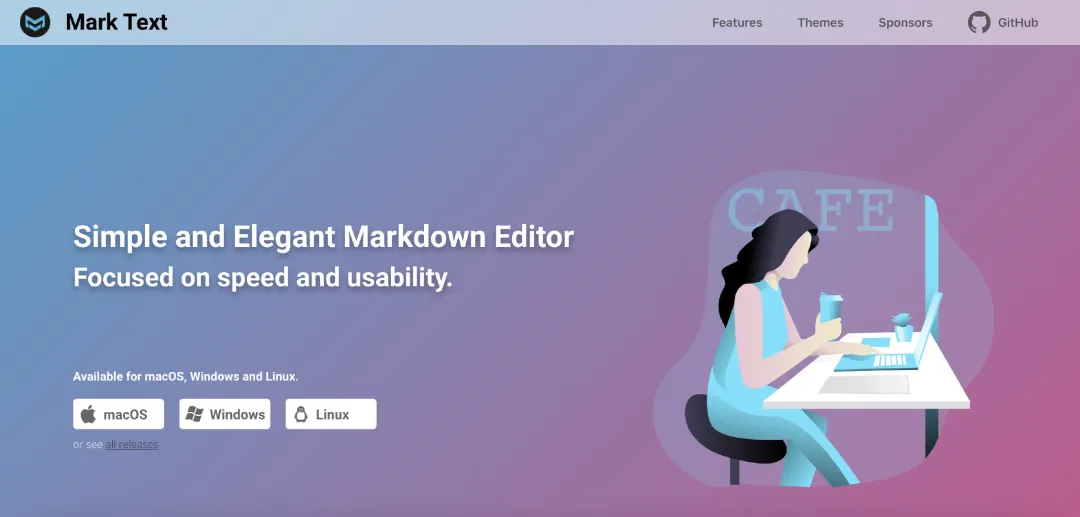 Mark Text
Features
Themes
Sponsors
GitHub
CAFE
Simple and Elegant Markdown Editor
Focused on speed and usability.
Available for macOS, Windows and Linux.
macOS
Windows
Linux
or see all releases